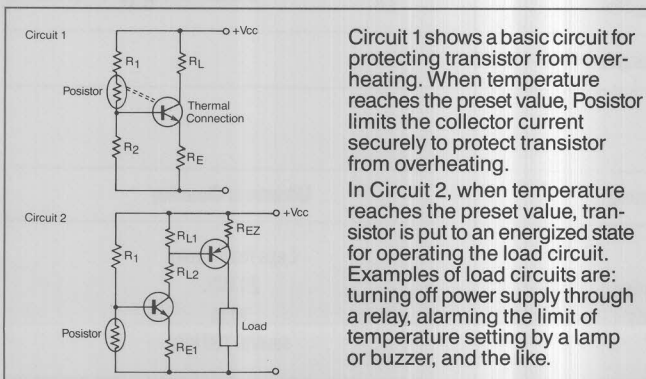 Circuit 1
+Vcc
R1
RL
Posistor
Thermal
Connection
R2
RE
Circuit 2
+Vcc
RL1
REZ
R1
RL2
Posistor
RE1
Load
Circuit 1 shows a basic circuit for
protecting transistor from over-
heating. When temperature
reaches the preset value, Posistor
limits the collector current
securely to protect transistor
from overheating.
In Circuit 2, when temperature
reaches the preset value, tran-
sistor is put to an energized state
for operating the load circuit.
Examples of load circuits are:
turning off power supply through
a relay, alarming the limit of
temperature setting by a lamp
or buzzer, and the like.